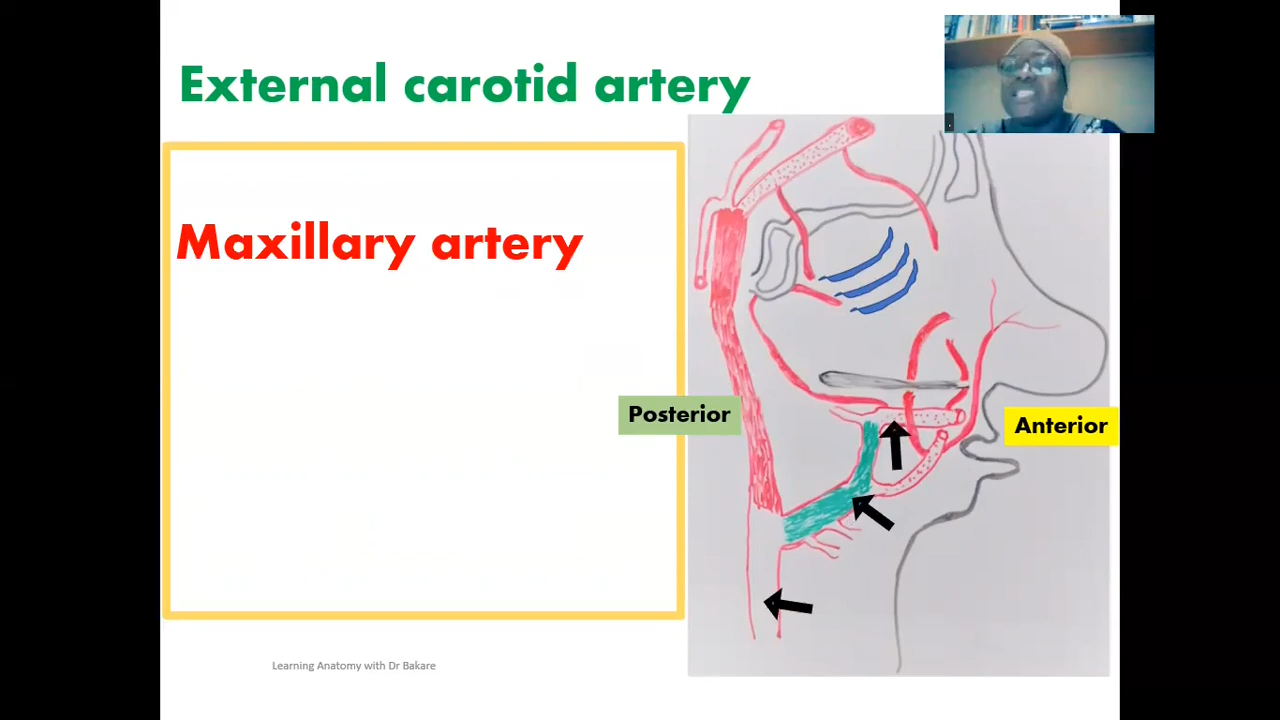 External carotid artery
Maxillary artery
Posterior
Anterior
Learning Anatomy with Dr Bakare